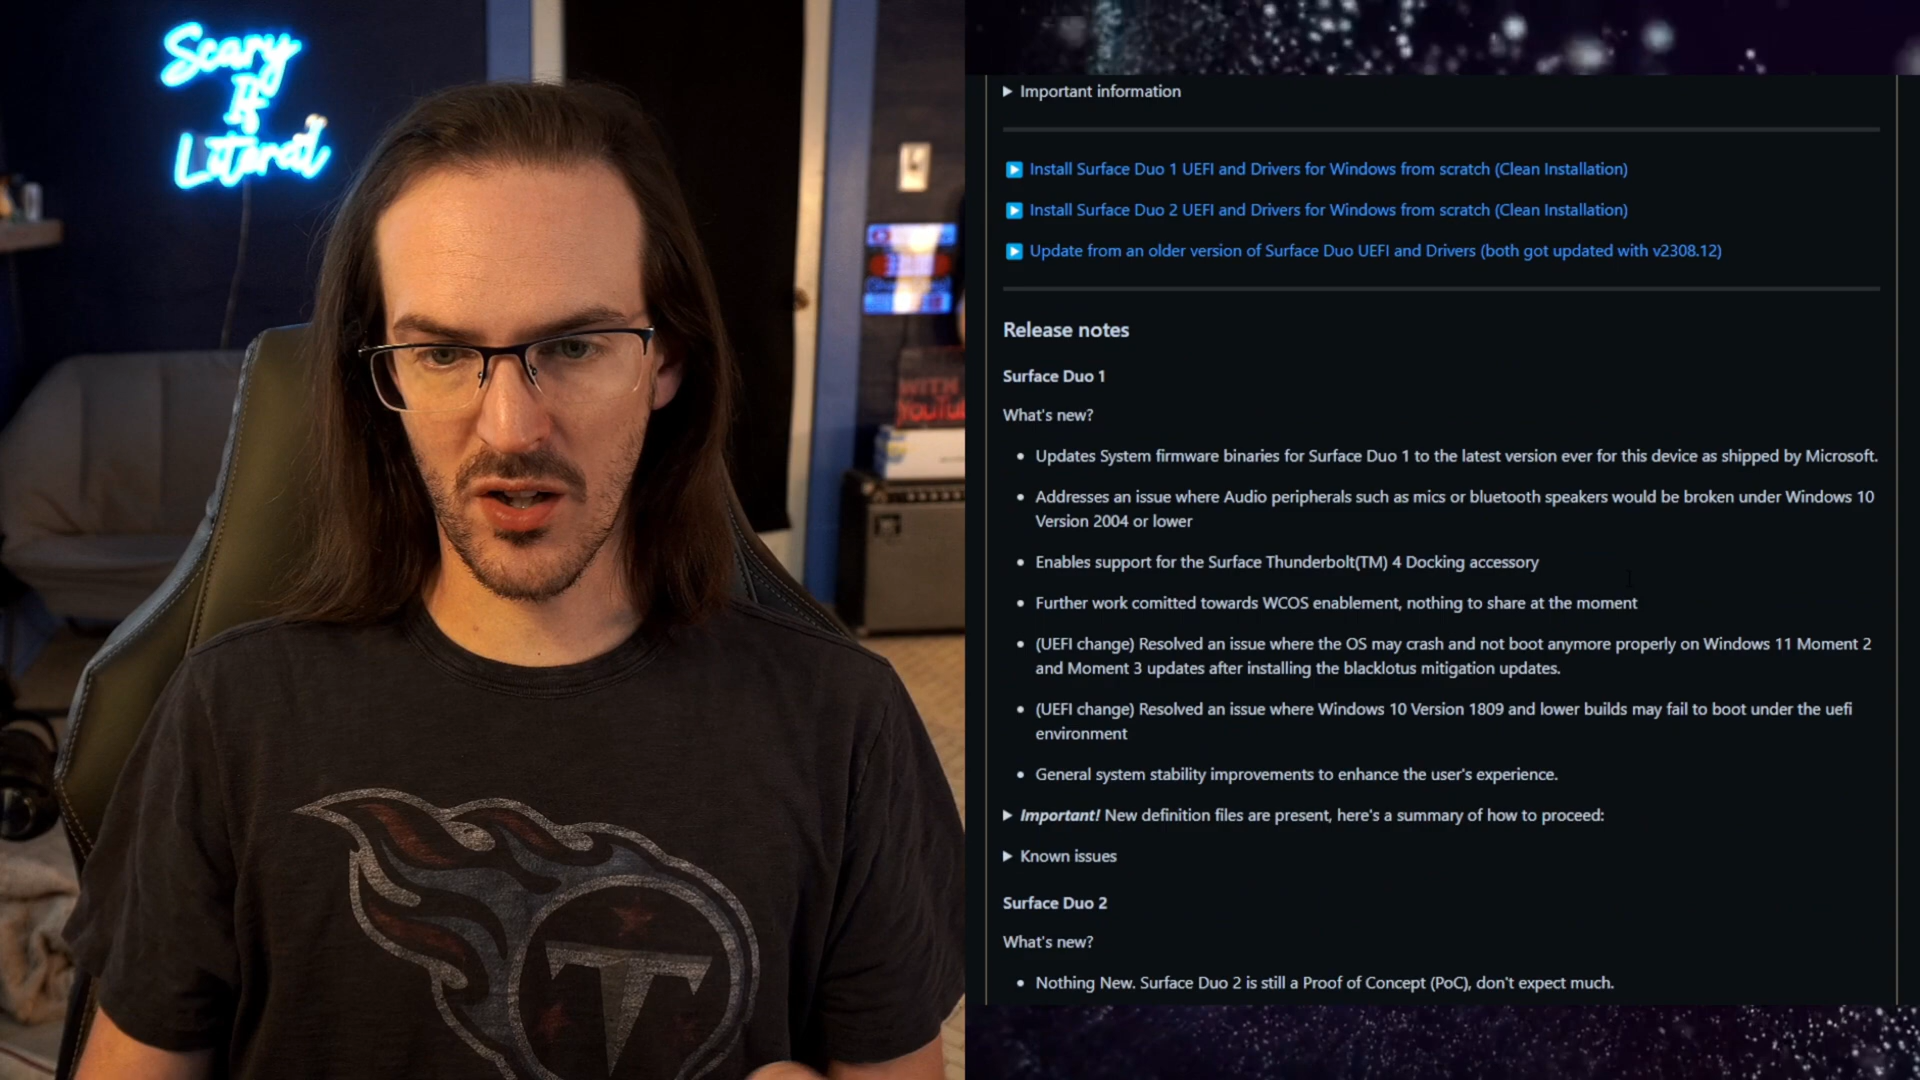 Scary
If
Literal
WITH
YouTube
T
Important information
Install Surface Duo 1 UEFI and Drivers for Windows from scratch (Clean Installation)
Install Surface Duo 2 UEFI and Drivers for Windows from scratch (Clean Installation)
Update from an older version of Surface Duo UEFI and Drivers (both got updated with v2308.12)
Release notes
Surface Duo 1
What's new?
Updates System firmware binaries for Surface Duo 1 to the latest version ever for this device as shipped by Microsoft.
Addresses an issue where Audio peripherals such as mics or bluetooth speakers would be broken under Windows 10
Version 2004 or lower
Enables support for the Surface Thunderbolt(TM) 4 Docking accessory
Further work comitted towards WCOS enablement, nothing to share at the moment
(UEFI change) Resolved an issue where the OS may crash and not boot anymore properly on Windows 11 Moment 2
and Moment 3 updates after installing the blacklotus mitigation updates.
(UEFI change) Resolved an issue where Windows 10 Version 1809 and lower builds may fail to boot under the uefi
environment
General system stability improvements to enhance the user's experience.
Important! New definition files are present, here's a summary of how to proceed:
Known issues
Surface Duo 2
What's new?
Nothing New. Surface Duo 2 is still a Proof of Concept (PoC), don't expect much.